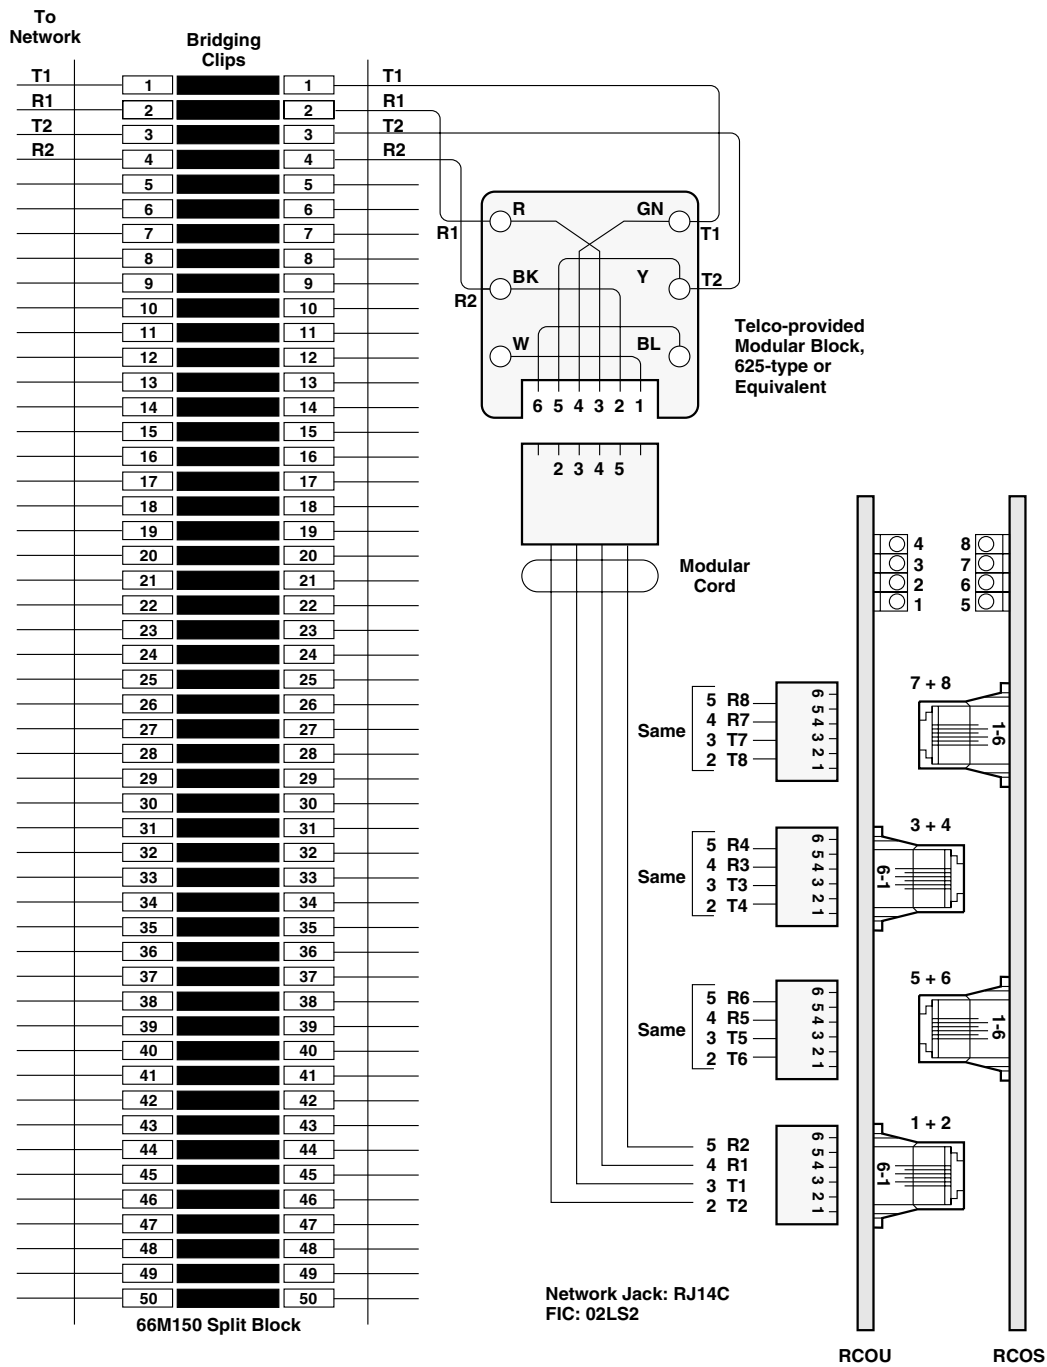 To
Network
Bridging
Clips
T1 1 1 T1
R1 2 2 R1
T2 3 3 T2
R2 4 4 R2
5 5
6 6
7 7
8 8
9 9
10 10
11 11
12 12
13 13
14 14
15 15
16 16
17 17
18 18
19 19
20 20
21 21
22 22
23 23
24 24
25 25
26 26
27 27
28 28
29 29
30 30
31 31
32 32
33 33
34 34
35 35
36 36
37 37
38 38
39 39
40 40
41 41
42 42
43 43
44 44
45 45
46 46
47 47
48 48
49 49
50 50
66M150 Split Block
R GN
R1 T1
BK Y T2
R2
W BL
6 5 4 3 2 1
Telco-provided
Modular Block,
625-type or
Equivalent
2 3 4 5
Modular
Cord
4 8
3 7
2 6
1 5
7 + 8
Same
5 R8
4 R7
3 T7
2 T8
6 5 4 3 2 1
1-6
3 + 4
Same
5 R4
4 R3
3 T3
2 T4
6 5 4 3 2 1
6-1
5 + 6
Same
5 R6
4 R5
3 T5
2 T6
6 5 4 3 2 1
1-6
1 + 2
5 R2
4 R1
3 T1
2 T2
6 5 4 3 2 1
6-1
Network Jack: RJ14C
FIC: 02LS2
RCOU RCOS